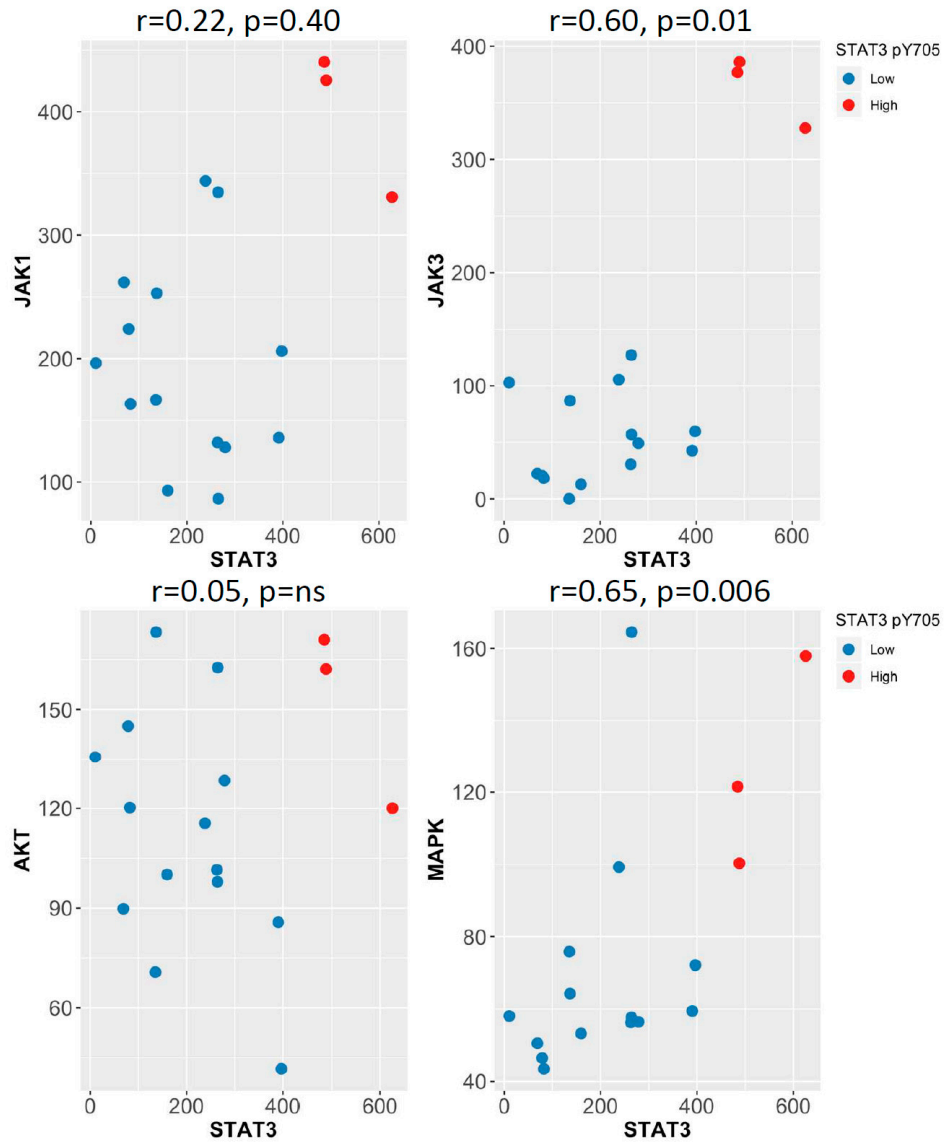 r=0.22, p=0.40
r=0.60, p=0.01
JAK1
400
300
200
100
0
200
400
600
STAT3
JAK3
400
300
200
100
0
0
200
400
600
STAT3
STAT3 pY705
Low
High
r=0.05, p=ns
r=0.65, p=0.006
AKT
150
120
90
60
0
200
400
600
STAT3
MAPK
160
120
80
40
0
200
400
600
STAT3
STAT3 pY705
Low
High